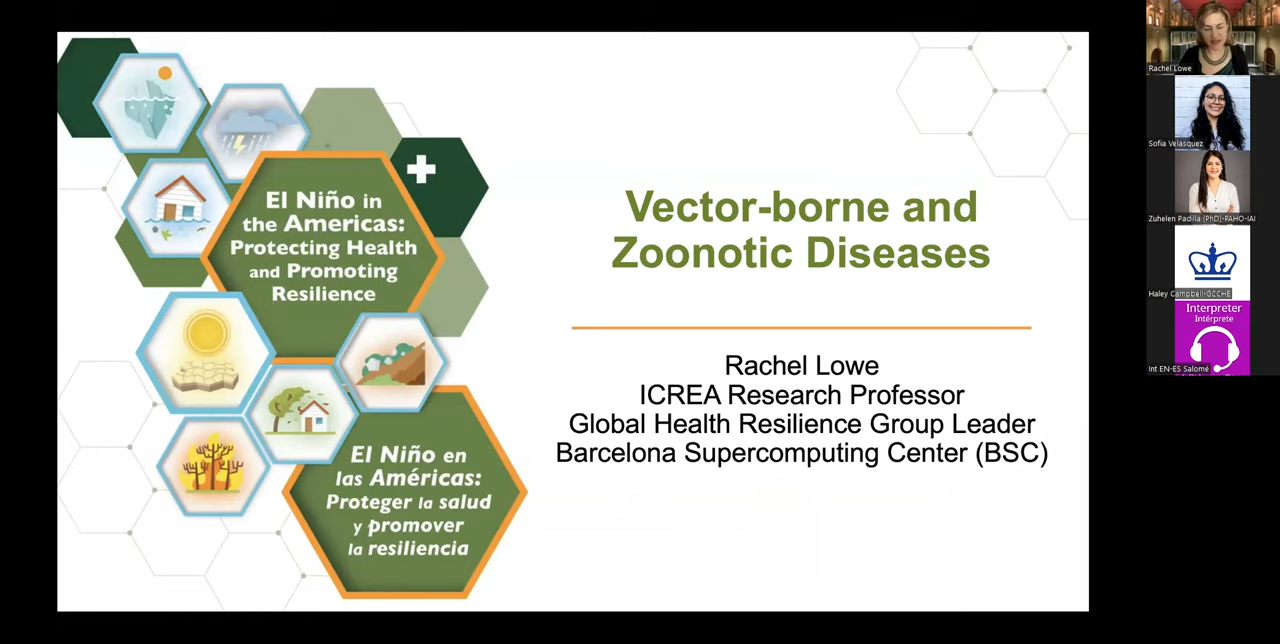 El Niño in
the Americas:
Protecting Health
and Promoting
Resilience
El Niño en
las Américas:
Proteger la salud
y promover
la resiliencia
Vector-borne and
Zoonotic Diseases
Rachel Lowe
ICREA Research Professor
Global Health Resilience Group Leader
Barcelona Supercomputing Center (BSC)
Rachel Lowe
Sofia Velasquez
Zuhelen Padilla (PhD)-PAHO-IAI
Haley Campbell-GCCHE
Interpreter
Intérprete
Int EN-ES Salomé